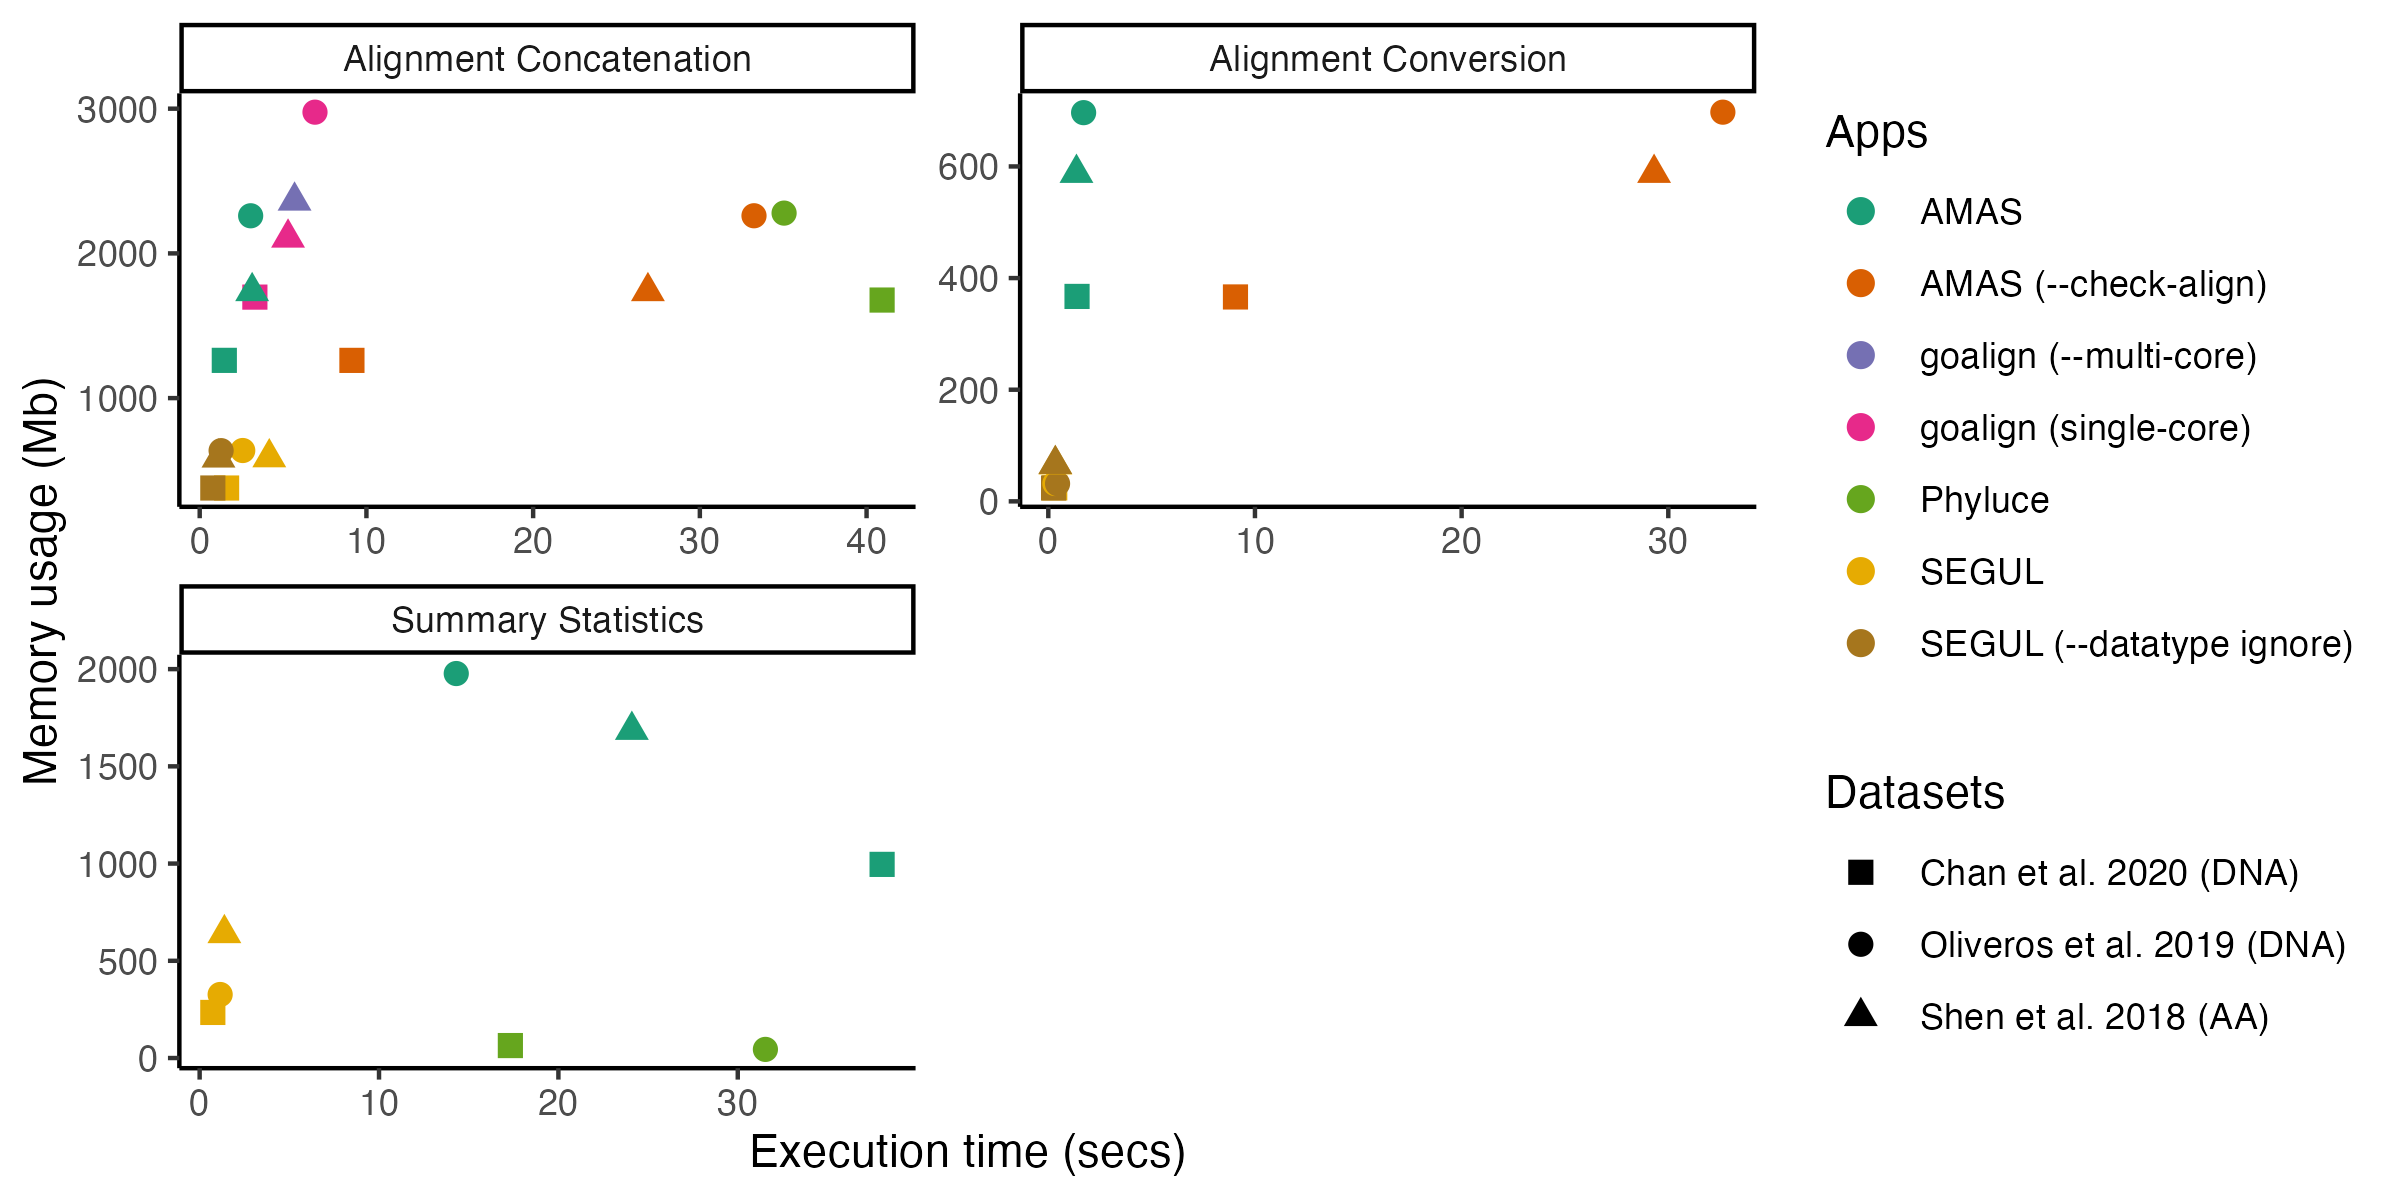 Alignment Concatenation
Alignment Conversion
3000
2000
1000
0
10
20
30
40
600
400
200
0
0
10
20
30
Memory usage (Mb)
Summary Statistics
2000
1500
1000
500
0
0
10
20
30
Execution time (secs)
Apps
AMAS
AMAS (--check-align)
goalign (--multi-core)
goalign (single-core)
Phyluce
SEGUL
SEGUL (--datatype ignore)
Datasets
Chan et al. 2020 (DNA)
Oliveros et al. 2019 (DNA)
Shen et al. 2018 (AA)